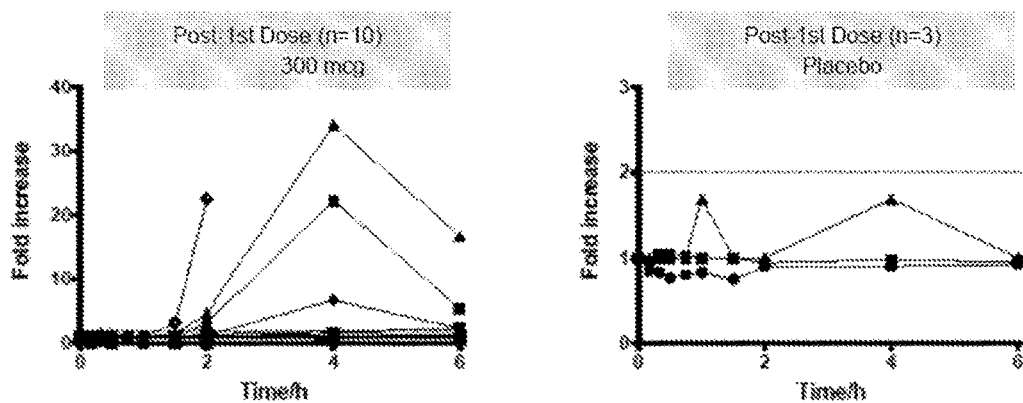 Post-1st Dose (n=10)
300 mcg
40
30
20
10
0
Fold increase
0
2
4
6
Time/h
Post-1st Dose (n=3)
Placebo
3
2
1
0
Fold increase
0
2
4
6
Time/h